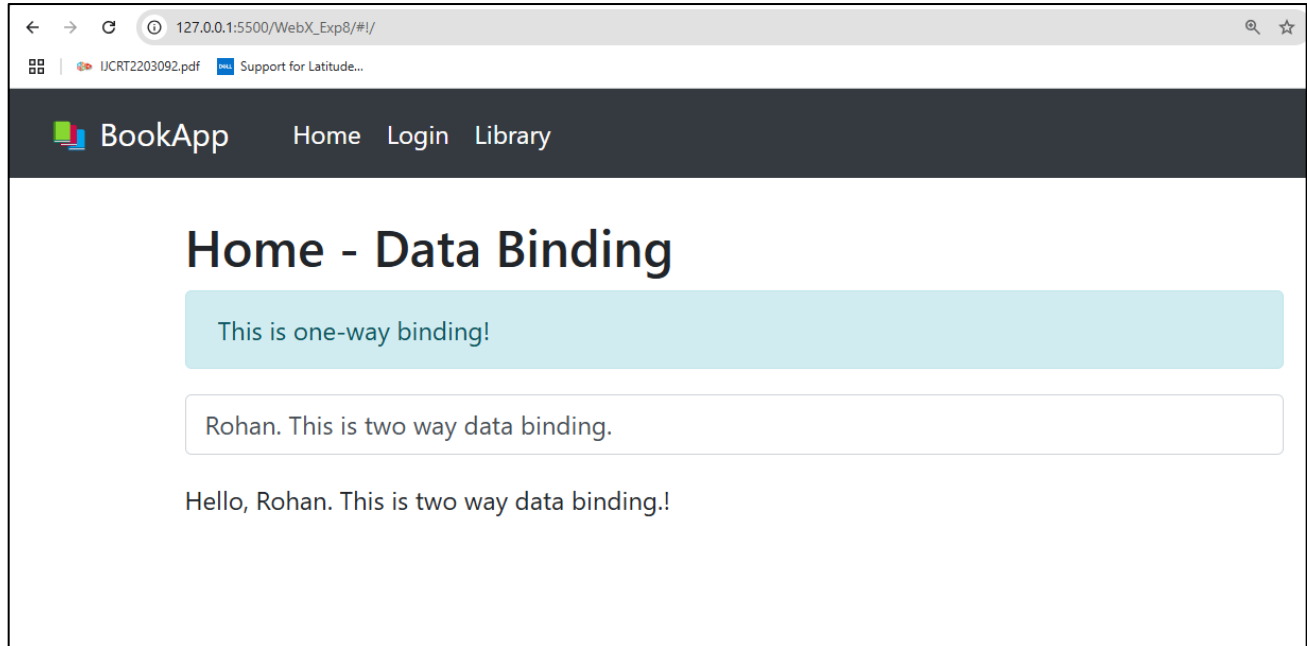 127.0.0.1:5500/WebX_Exp8/#!/
IJCRT2203092.pdf DELL Support for Latitude...
BookApp Home Login Library
Home - Data Binding
This is one-way binding!
Rohan. This is two way data binding.
Hello, Rohan. This is two way data binding.!